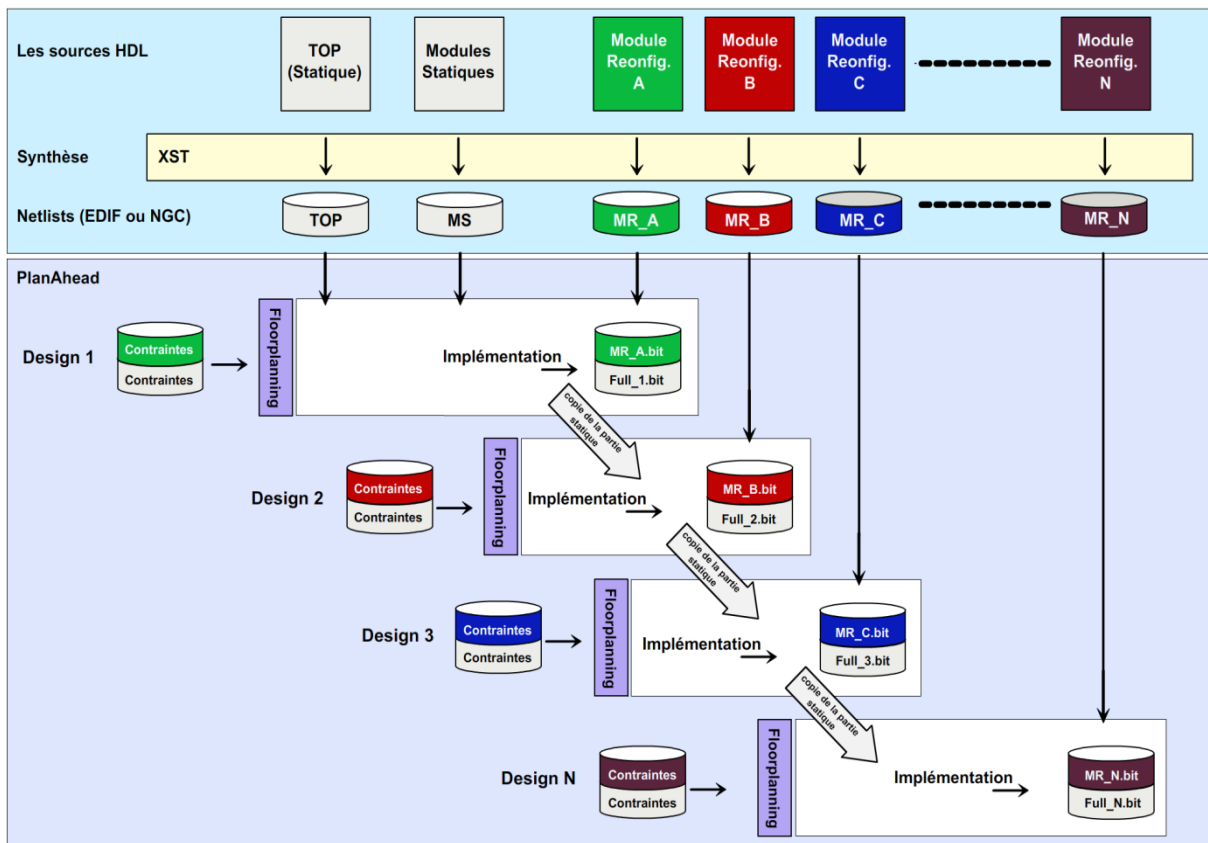 Les sources HDL
TOP
(Statique)
Modules
Statiques
Module
Reonfig.
A
Module
Reonfig.
B
Module
Reonfig.
C
Module
Reonfig.
N
Synthèse
XST
Netlists (EDIF ou NGC)
TOP
MS
MR_A
MR_B
MR_C
MR_N
PlanAhead
Design 1
Contraintes
Contraintes
Floorplanning
Implémentation
MR_A.bit
Full_1.bit
copie de la partie
statique
Design 2
Contraintes
Contraintes
Floorplanning
Implémentation
MR_B.bit
Full_2.bit
copie de la partie
statique
Design 3
Contraintes
Contraintes
Floorplanning
Implémentation
MR_C.bit
Full_3.bit
copie de la partie
statique
Design N
Contraintes
Contraintes
Floorplanning
Implémentation
MR_N.bit
Full_N.bit